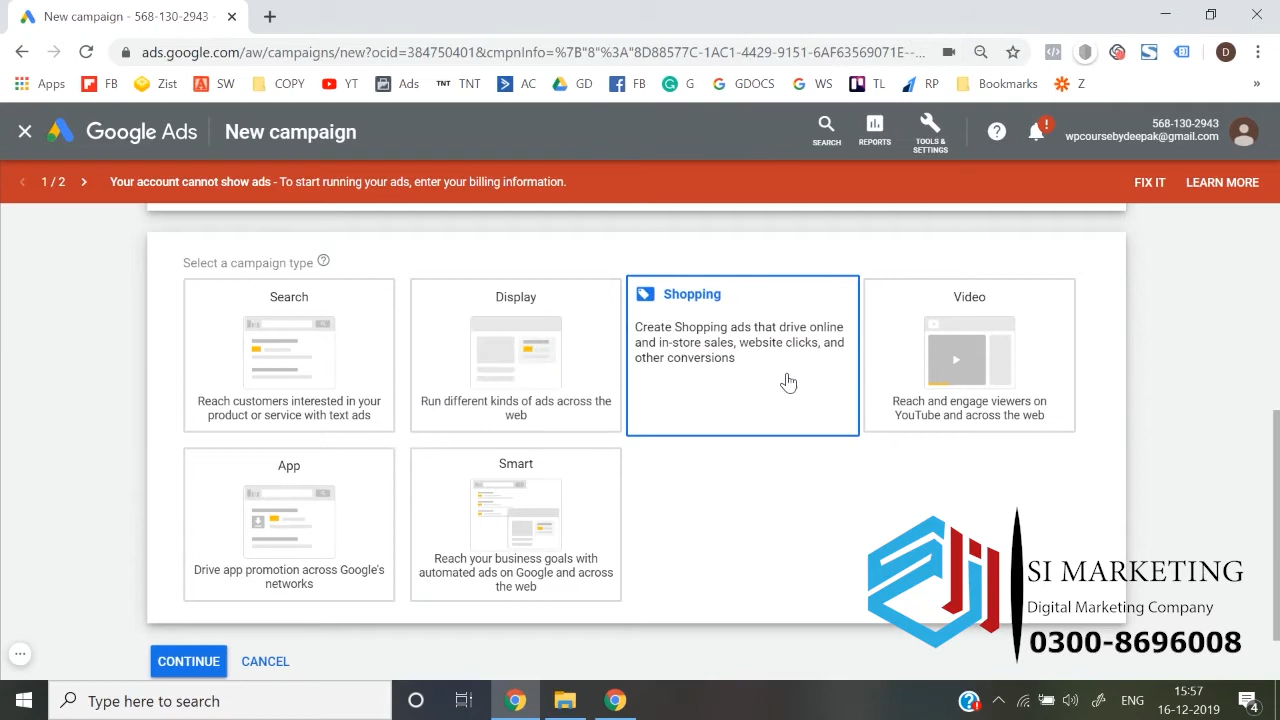 New campaign - 568-130-2943
ads.google.com/aw/campaigns/new?ocid=384750401&cmpnInfo=%7B"8"%3A"8D88577C-1AC1-4429-9151-6AF63569071E--...
D
Apps FB Zist SW COPY YT Ads TNT TNT AC GD FB G GDOCS WS TL RP Bookmarks Z »
Google Ads New campaign
SEARCH REPORTS TOOLS & SETTINGS
568-130-2943
wpcoursebydeepak@gmail.com
1 / 2 Your account cannot show ads - To start running your ads, enter your billing information. FIX IT LEARN MORE
Select a campaign type
Search
Reach customers interested in your
product or service with text ads
Display
Run different kinds of ads across the
web
Shopping
Create Shopping ads that drive online
and in-store sales, website clicks, and
other conversions
Video
Reach and engage viewers on
YouTube and across the web
App
Drive app promotion across Google's
networks
Smart
Reach your business goals with
automated ads on Google and across
the web
SI MARKETING
Digital Marketing Company
0300-8696008
CONTINUE CANCEL
Type here to search
ENG
15:57
16-12-2019
4